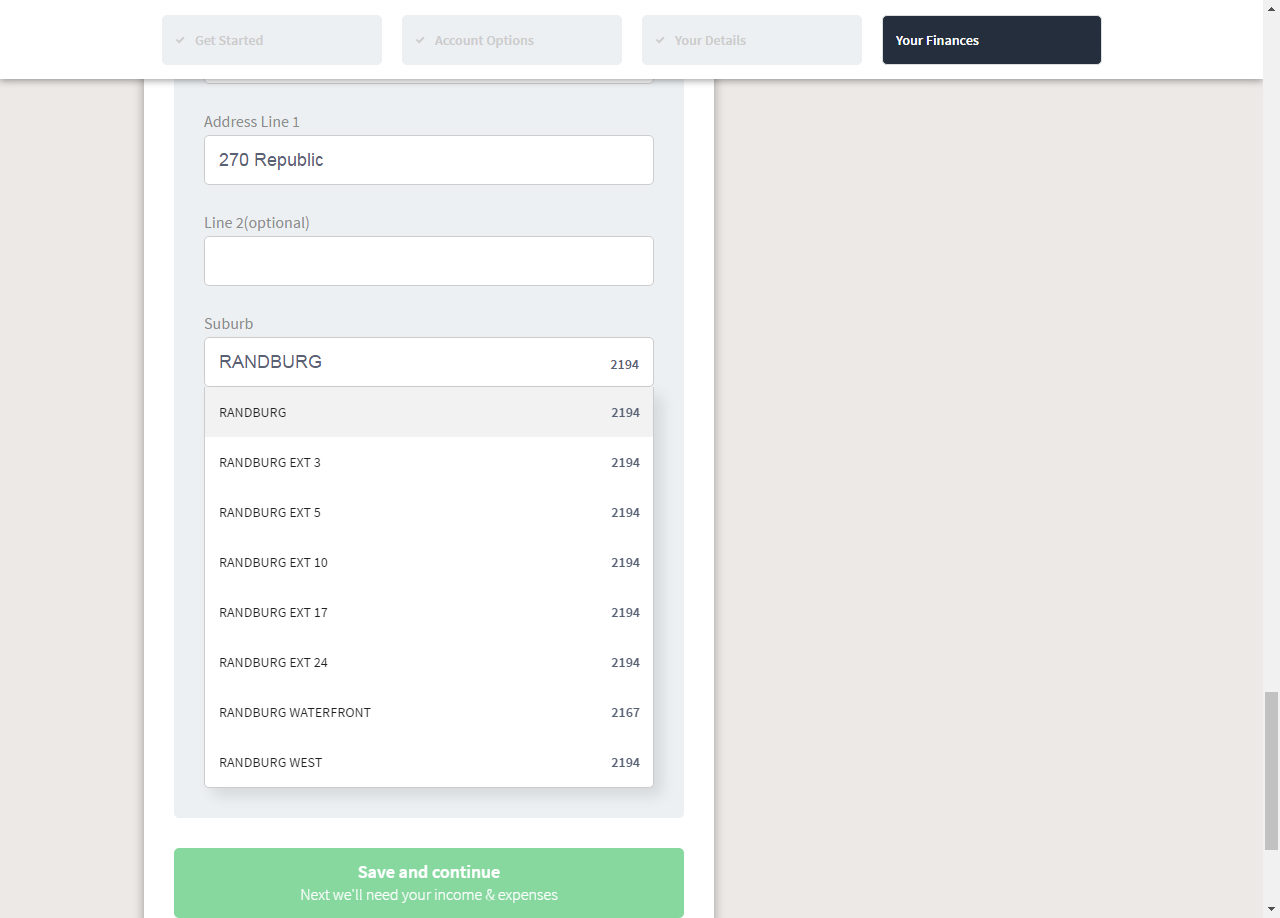 Get Started
Account Options
Your Details
Your Finances
Address Line 1
270 Republic
Line 2(optional)
Suburb
RANDBURG 2194
RANDBURG 2194
RANDBURG EXT 3 2194
RANDBURG EXT 5 2194
RANDBURG EXT 10 2194
RANDBURG EXT 17 2194
RANDBURG EXT 24 2194
RANDBURG WATERFRONT 2167
RANDBURG WEST 2194
Save and continue
Next we'll need your income & expenses